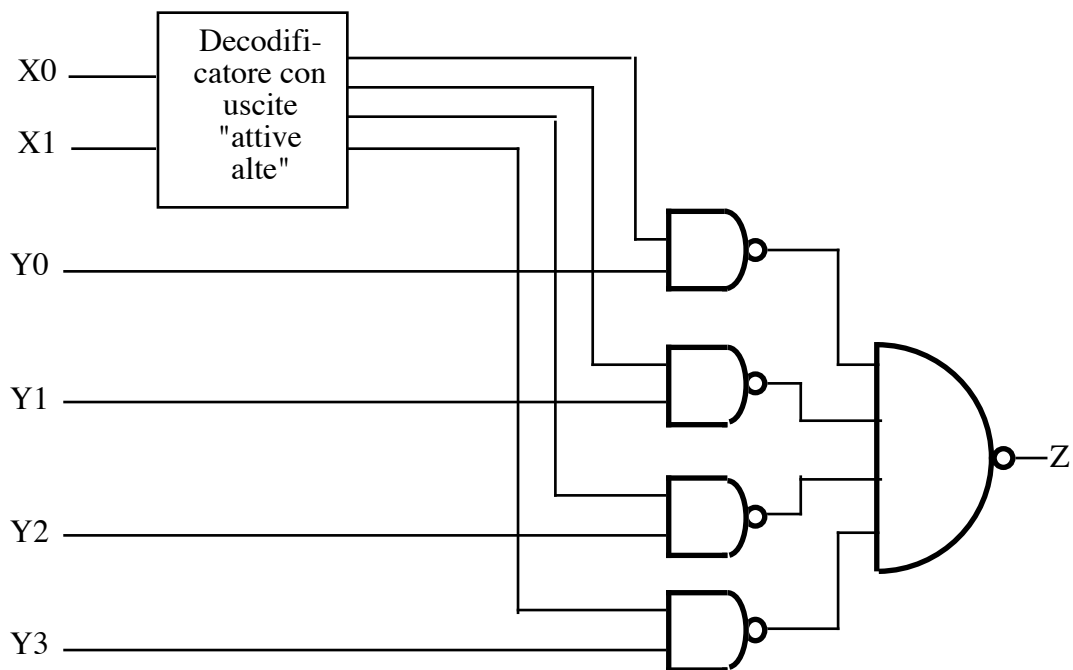 Decodifi-
catore con
uscite
"attive
alte"
X0
X1
Y0
Y1
Y2
Y3
Z